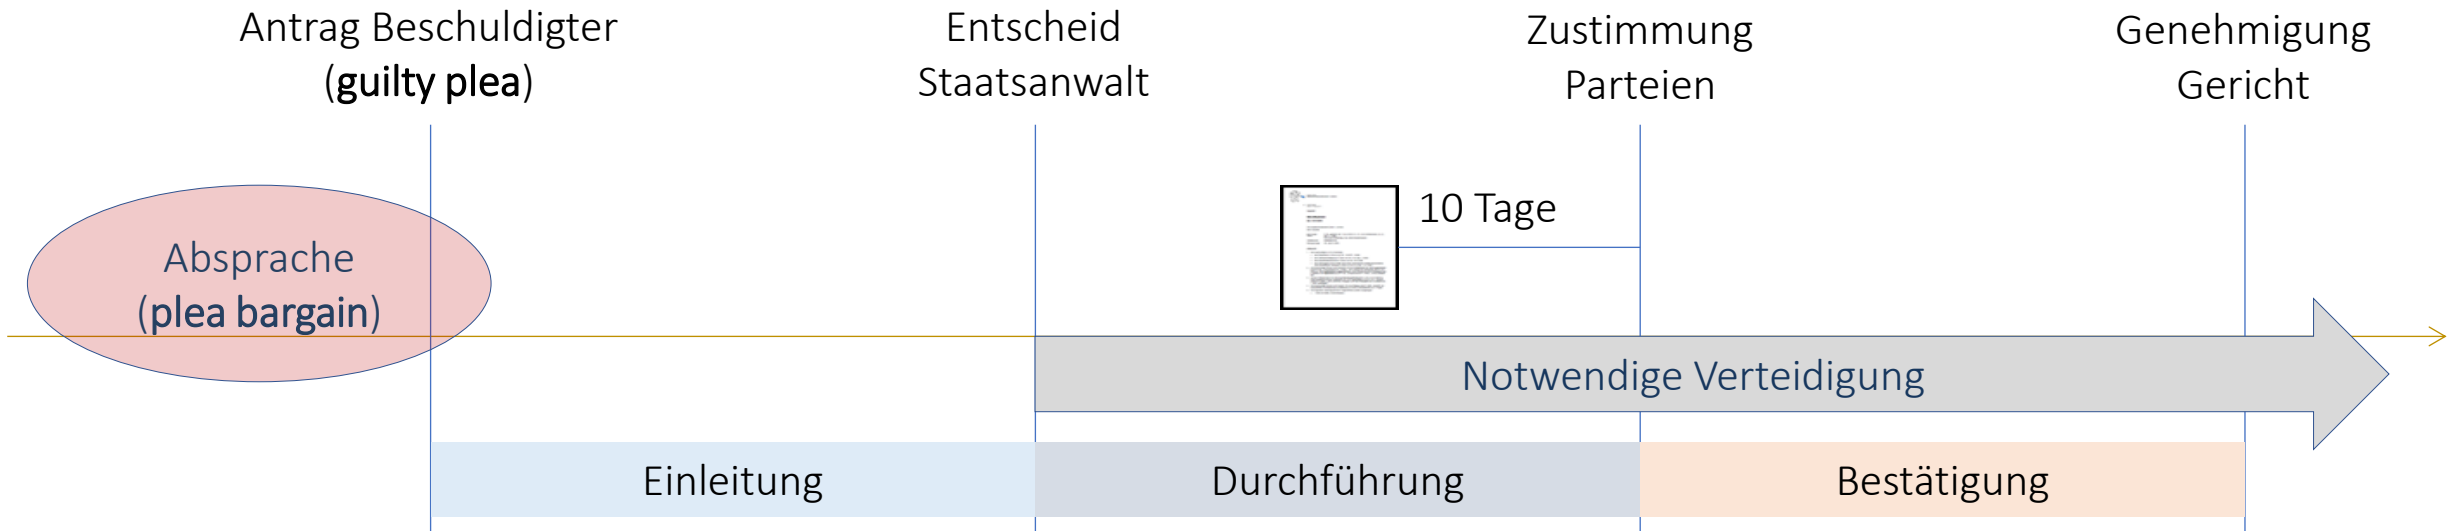 Antrag Beschuldigter
(guilty plea)
Entscheid
Staatsanwalt
Zustimmung
Parteien
Genehmigung
Gericht
10 Tage
Absprache
(plea bargain)
Notwendige Verteidigung
Einleitung
Durchführung
Bestätigung